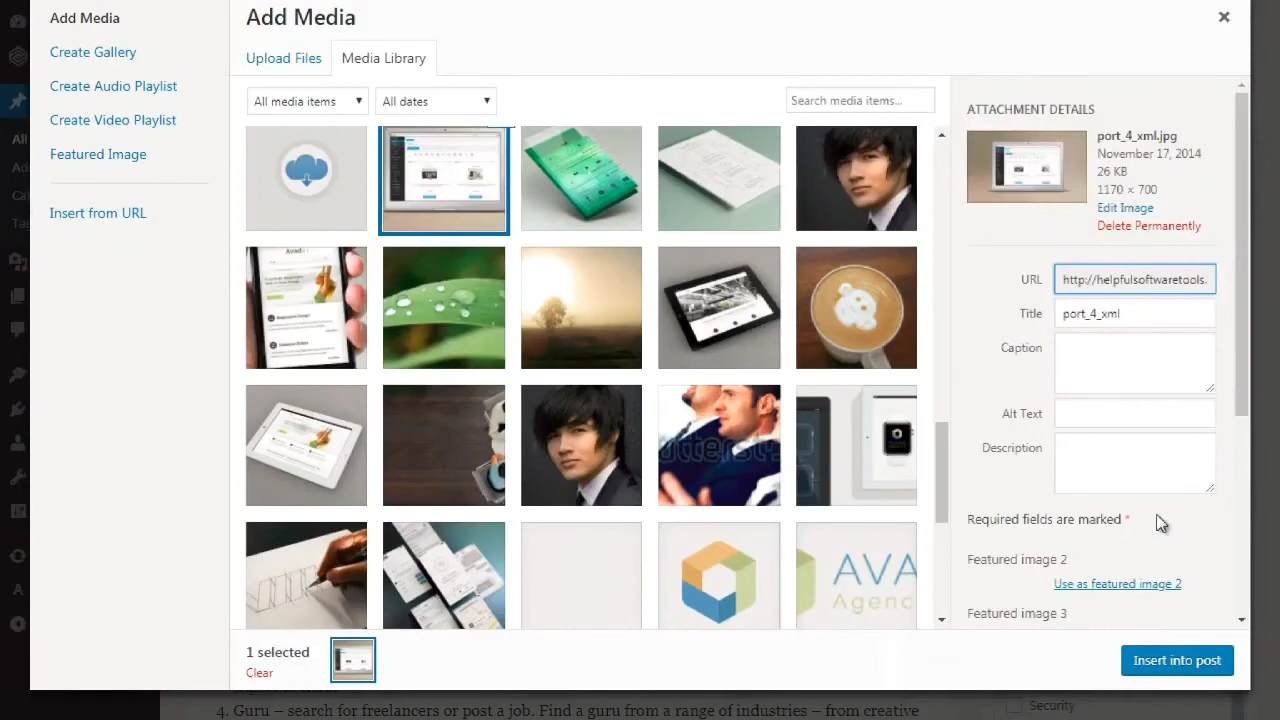 Add Media
Create Gallery
Create Audio Playlist
Create Video Playlist
Featured Image
Insert from URL
Add Media
Upload Files
Media Library
All media items
All dates
Search media items...
AVA
Agenc
ATTACHMENT DETAILS
port_4_xml.jpg
November 17, 2014
26 KB
1170 × 700
Edit Image
Delete Permanently
URL http://helpfulsoftwaretools.
Title port_4_xml
Caption
Alt Text
Description
Required fields are marked *
Featured image 2
Use as featured image 2
Featured image 3
1 selected
Clear
Insert into post
All
4. Guru – search for freelancers or post a job. Find a guru from a range of industries – from creative
Security